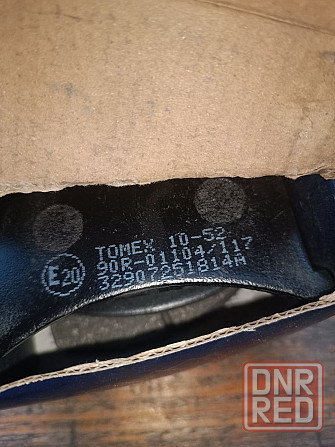 TOMEX 10-52
E20 90R-01104/117
32907251814A
DNR
RED